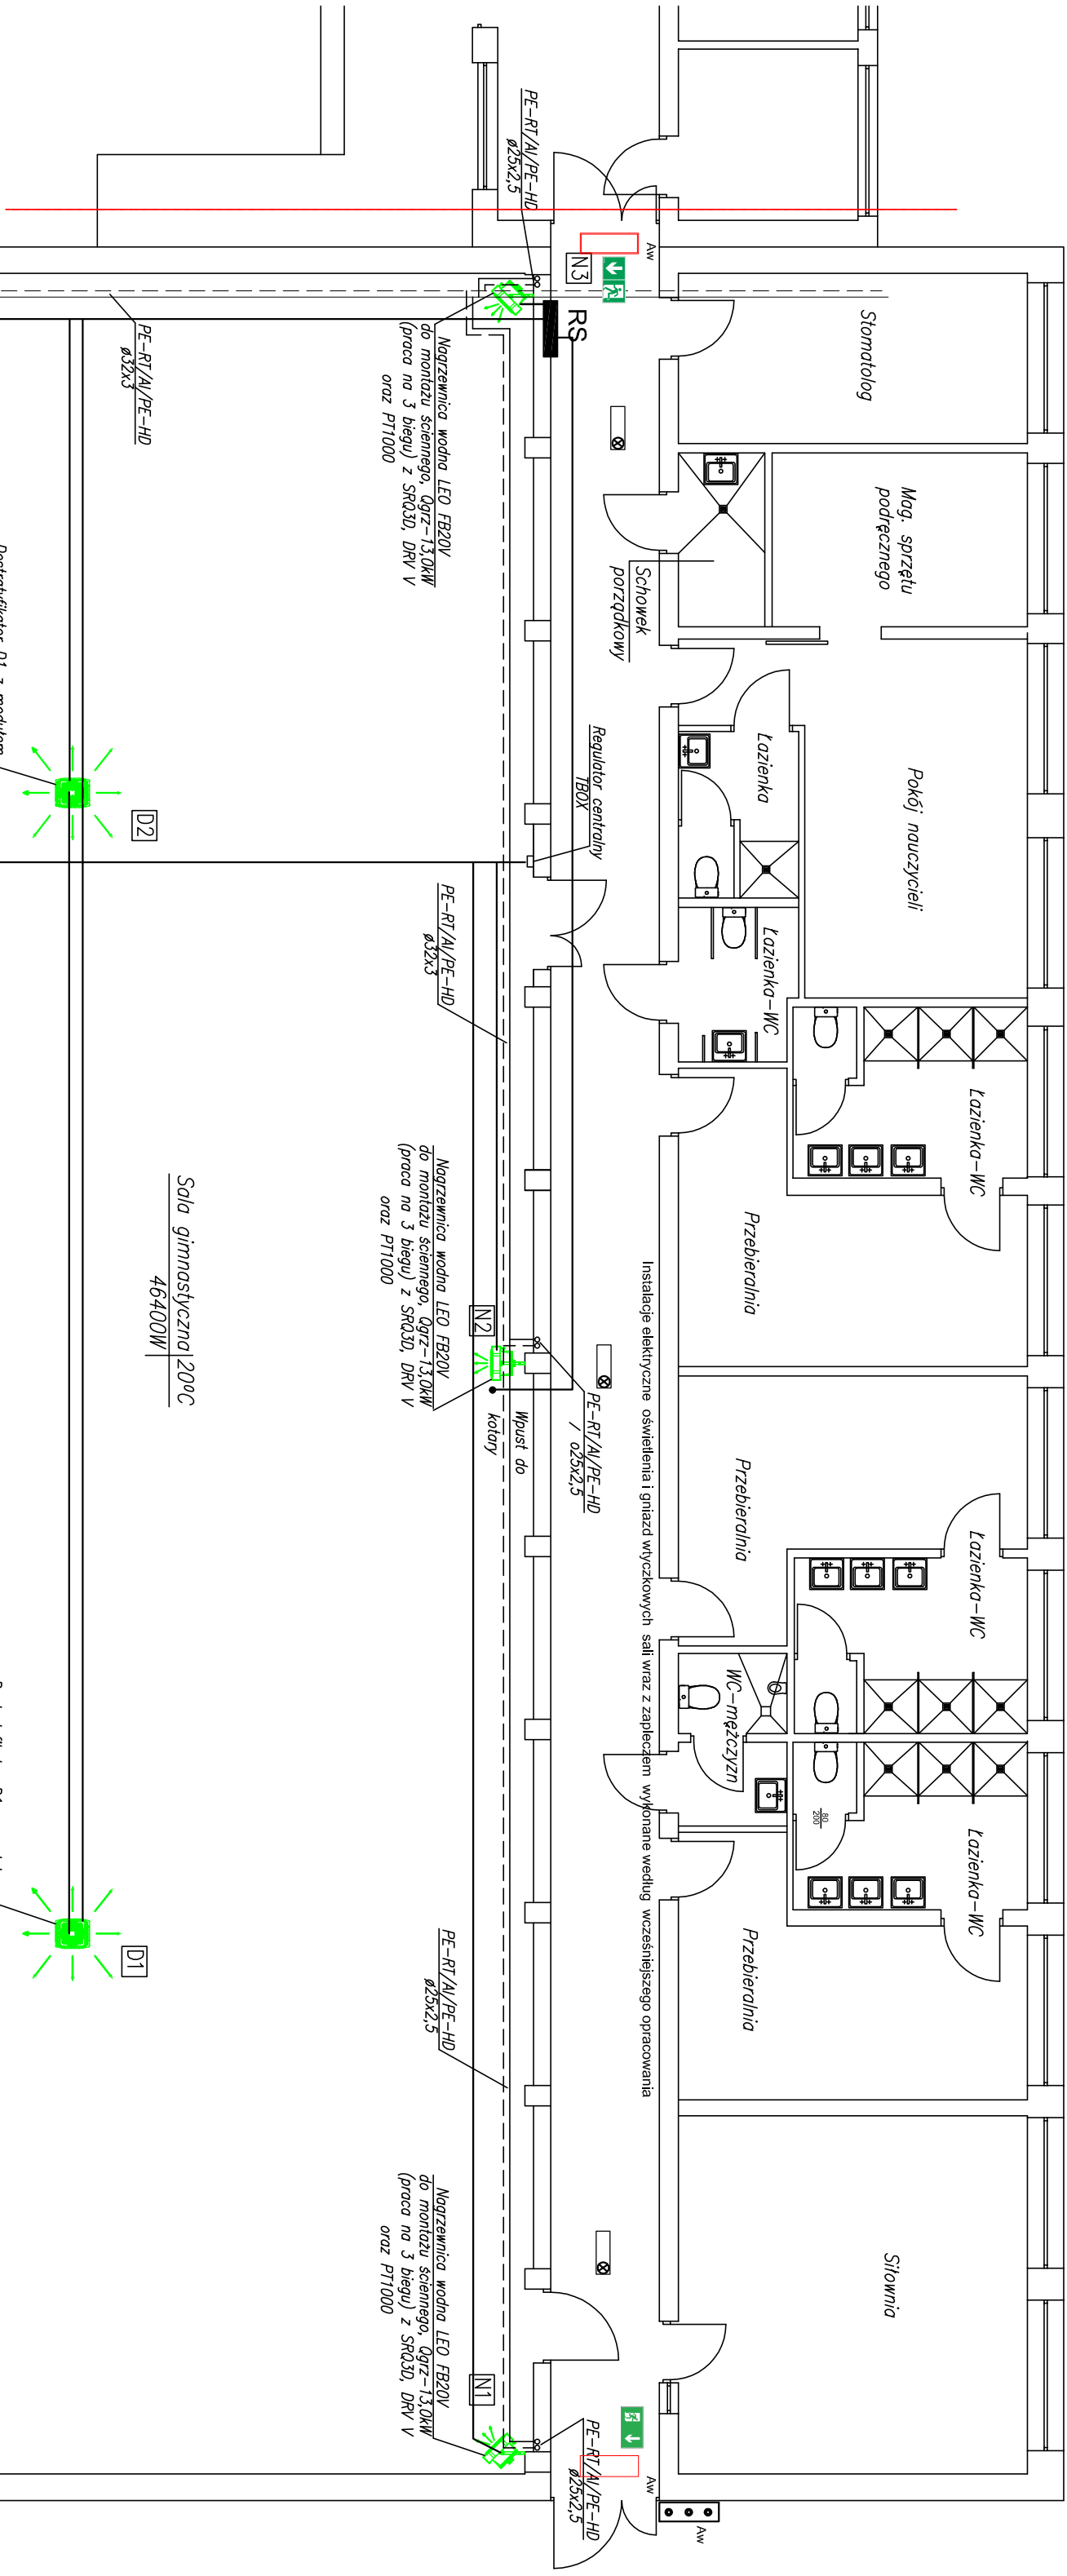 Stomatolog
Mag. sprzętu
podręcznego
Schowek
porządkowy
Pokój nauczycieli
Łazienka
Łazienka-WC
Łazienka-WC
Przebieralnia
Przebieralnia
Łazienka-WC
WC-mężczyzn
80
200
Łazienka-WC
Przebieralnia
Siłownia
Aw
N3
RS
PE-RT/Al/PE-HD
ø25x2,5
PE-RT/Al/PE-HD
ø32x3
Nagrzewnica wodna LEO FB20V
do montażu ściennego, Qgrz-13,0kW
(praca na 3 biegu) z SRQ3D, DRV V
oraz PT1000
Regulator centralny
TBOX
PE-RT/Al/PE-HD
ø32x3
Instalacje elektryczne oświetlenia i gniazd wtyczkowych sali wraz z zapleczem wykonane według wcześniejszego opracowania
Nagrzewnica wodna LEO FB20V
do montażu ściennego, Qgrz-13,0kW
(praca na 3 biegu) z SRQ3D, DRV V
oraz PT1000
N2
PE-RT/Al/PE-HD
/ o25x2,5
Wpust do
kotary
Sala gimnastyczna 20°C
46400W
PE-RT/Al/PE-HD
ø25x2,5
Nagrzewnica wodna LEO FB20V
do montażu ściennego, Qgrz-13,0kW
(praca na 3 biegu) z SRQ3D, DRV V
oraz PT1000
N1
PE-RT/Al/PE-HD
ø25x2,5
Aw
Aw
D2
D1